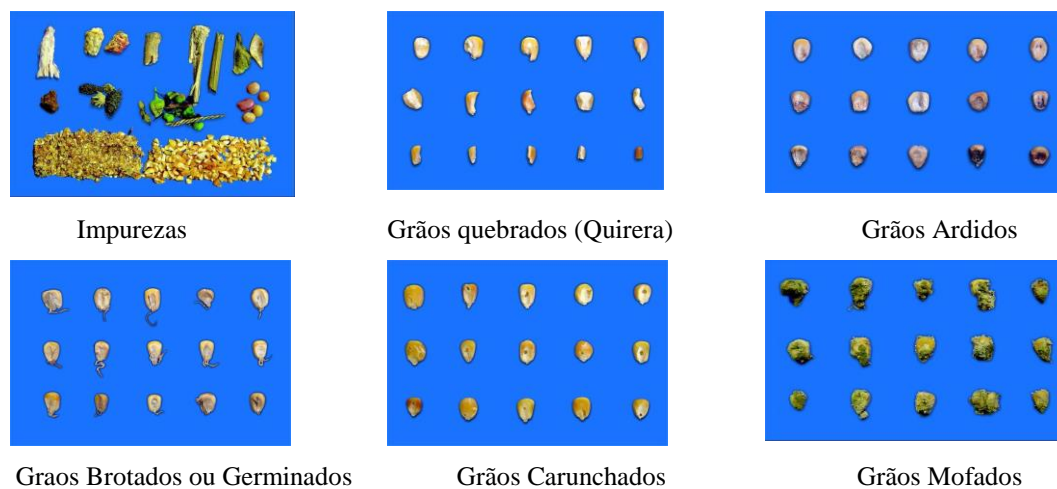 Impurezas
Grãos quebrados (Quirera)
Grãos Ardidos
Graos Brotados ou Germinados
Grãos Carunchados
Grãos Mofados